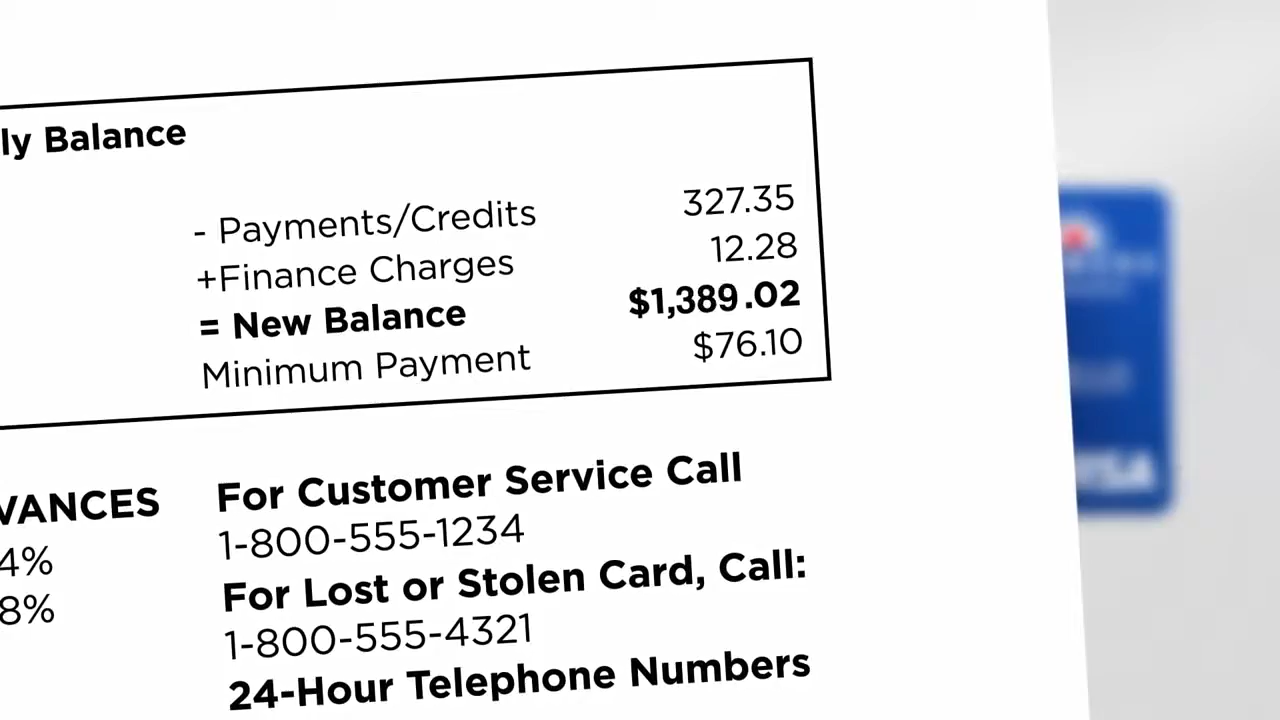 ly Balance
- Payments/Credits 327.35
+Finance Charges 12.28
= New Balance $1,389.02
Minimum Payment $76.10
VANCES
4%
8%
For Customer Service Call
1-800-555-1234
For Lost or Stolen Card, Call:
1-800-555-4321
24-Hour Telephone Numbers
VISA